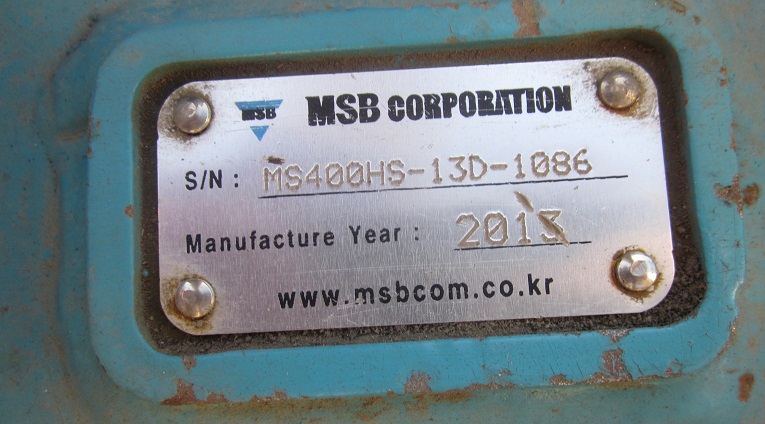 MSB MSB CORPORATION
S/N : MS400HS-13D-1086
Manufacture Year : 2013
www.msbcom.co.kr